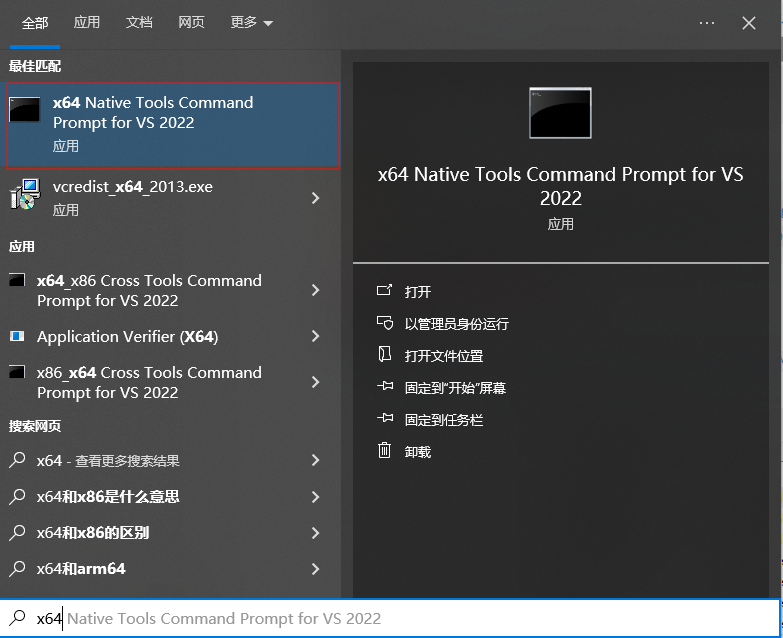 全部 应用 文档 网页 更多
最佳匹配
x64 Native Tools Command
Prompt for VS 2022
应用
vcredist_x64_2013.exe
应用
应用
x64_x86 Cross Tools Command
Prompt for VS 2022
Application Verifier (X64)
x86_x64 Cross Tools Command
Prompt for VS 2022
搜索网页
x64 - 查看更多搜索结果
x64和x86是什么意思
x64和x86的区别
x64和arm64
x64 Native Tools Command Prompt for VS
2022
应用
打开
以管理员身份运行
打开文件位置
固定到“开始”屏幕
固定到任务栏
卸载
x64 Native Tools Command Prompt for VS 2022